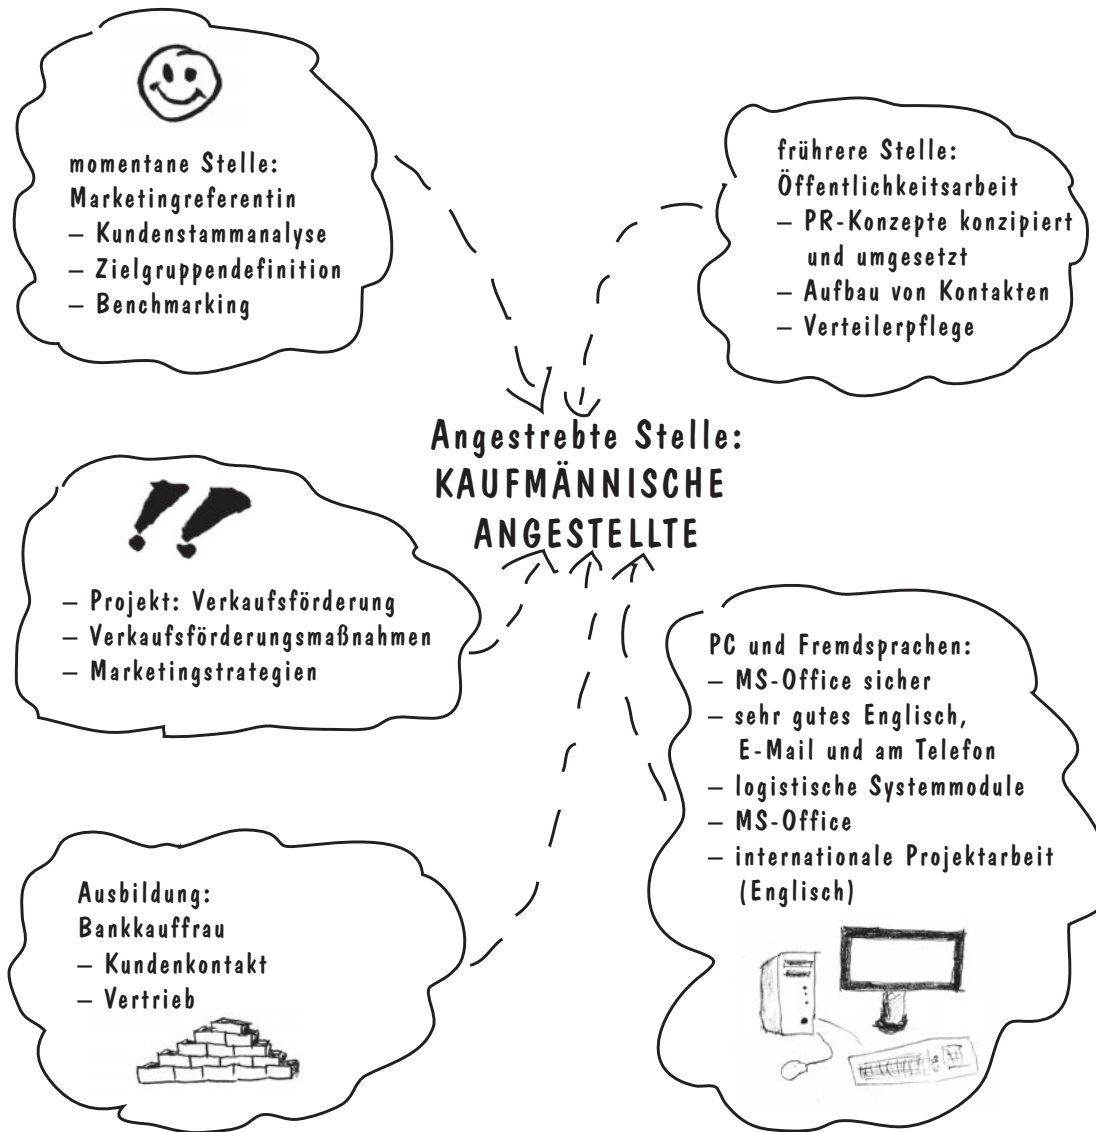 momentane Stelle:
Marketingreferentin
– Kundenstammanalyse
– Zielgruppendefinition
– Benchmarking
frührere Stelle:
Öffentlichkeitsarbeit
– PR-Konzepte konzipiert
und umgesetzt
– Aufbau von Kontakten
– Verteilerpflege
Angestrebte Stelle:
KAUFMÄNNISCHE
ANGESTELLTE
– Projekt: Verkaufsförderung
– Verkaufsförderungsmaßnahmen
– Marketingstrategien
PC und Fremdsprachen:
– MS-Office sicher
– sehr gutes Englisch,
E-Mail und am Telefon
– logistische Systemmodule
– MS-Office
– internationale Projektarbeit
(Englisch)
Ausbildung:
Bankkauffrau
– Kundenkontakt
– Vertrieb